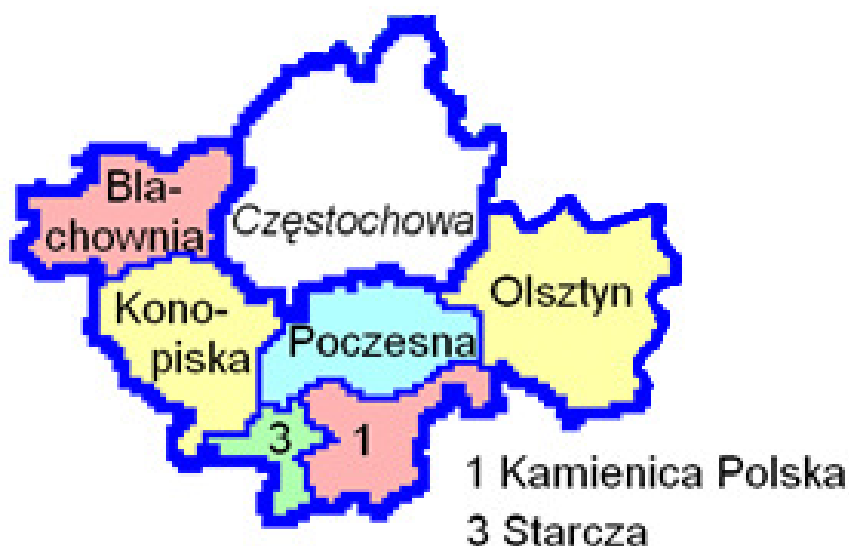 Bla-
chownia
Częstochowa
Olsztyn
Kono-
piska
Poczesna
3
1
1 Kamienica Polska
3 Starcza